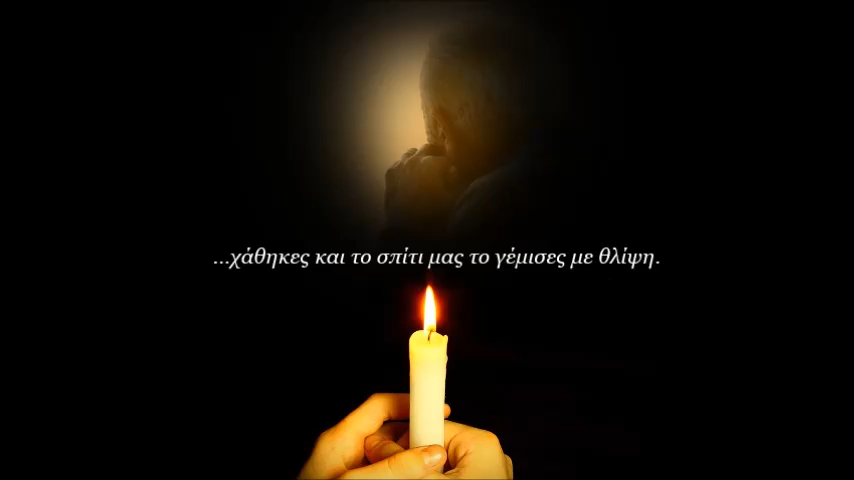 ...χάθηκες και το σπίτι μας το γέμισες με θλίψη.